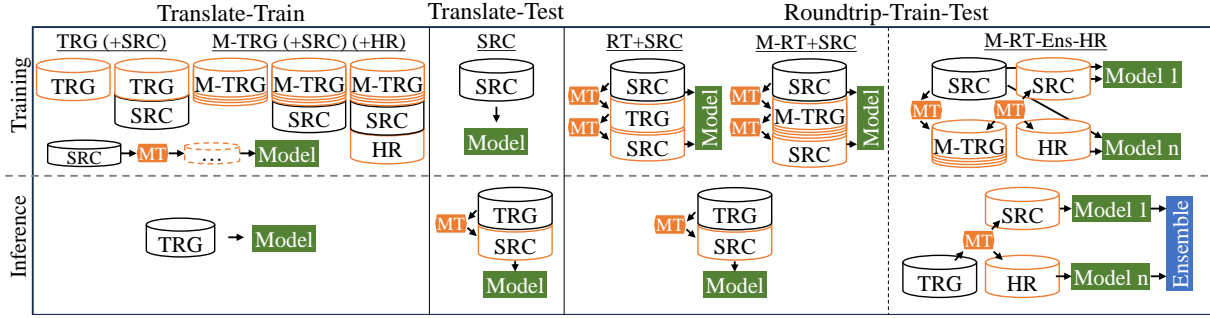 Translate-Train
Translate-Test
Roundtrip-Train-Test
Training
TRG (+SRC)
M-TRG (+SRC) (+HR)
TRG
TRG
SRC
M-TRG
M-TRG
SRC
M-TRG
SRC
HR
SRC
MT
...
Model
SRC
SRC
Model
RT+SRC
MT
MT
SRC
TRG
SRC
Model
M-RT+SRC
MT
MT
SRC
M-TRG
SRC
Model
M-RT-Ens-HR
SRC
SRC
Model 1
MT
MT
M-TRG
HR
Model n
Inference
TRG
Model
MT
TRG
SRC
Model
MT
TRG
SRC
Model
SRC
Model 1
MT
TRG
HR
Model n
Ensemble